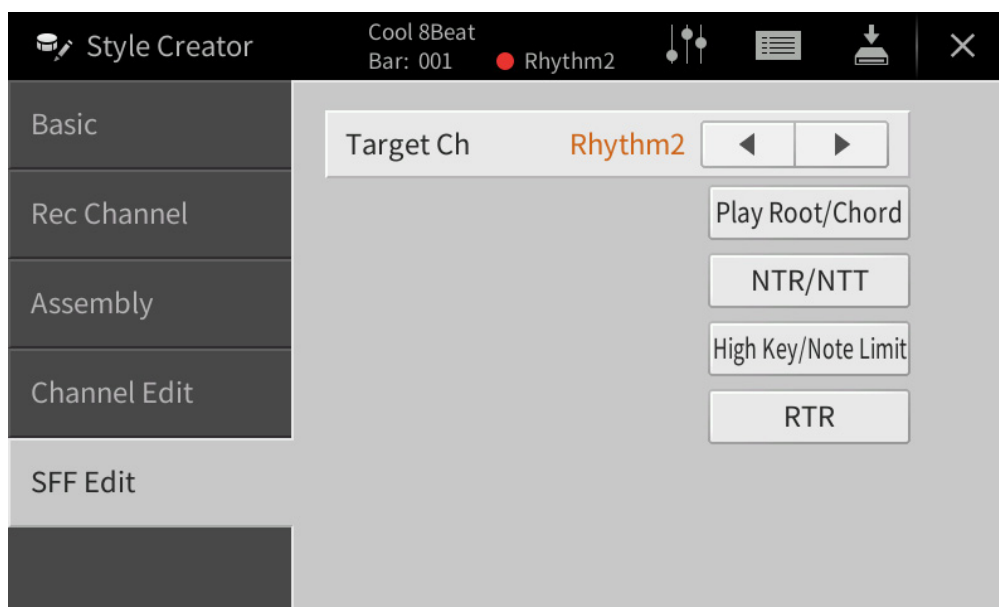 Style Creator
Cool 8Beat
Bar: 001 Rhythm2
Basic
Rec Channel
Assembly
Channel Edit
SFF Edit
Target Ch Rhythm2
Play Root/Chord
NTR/NTT
High Key/Note Limit
RTR